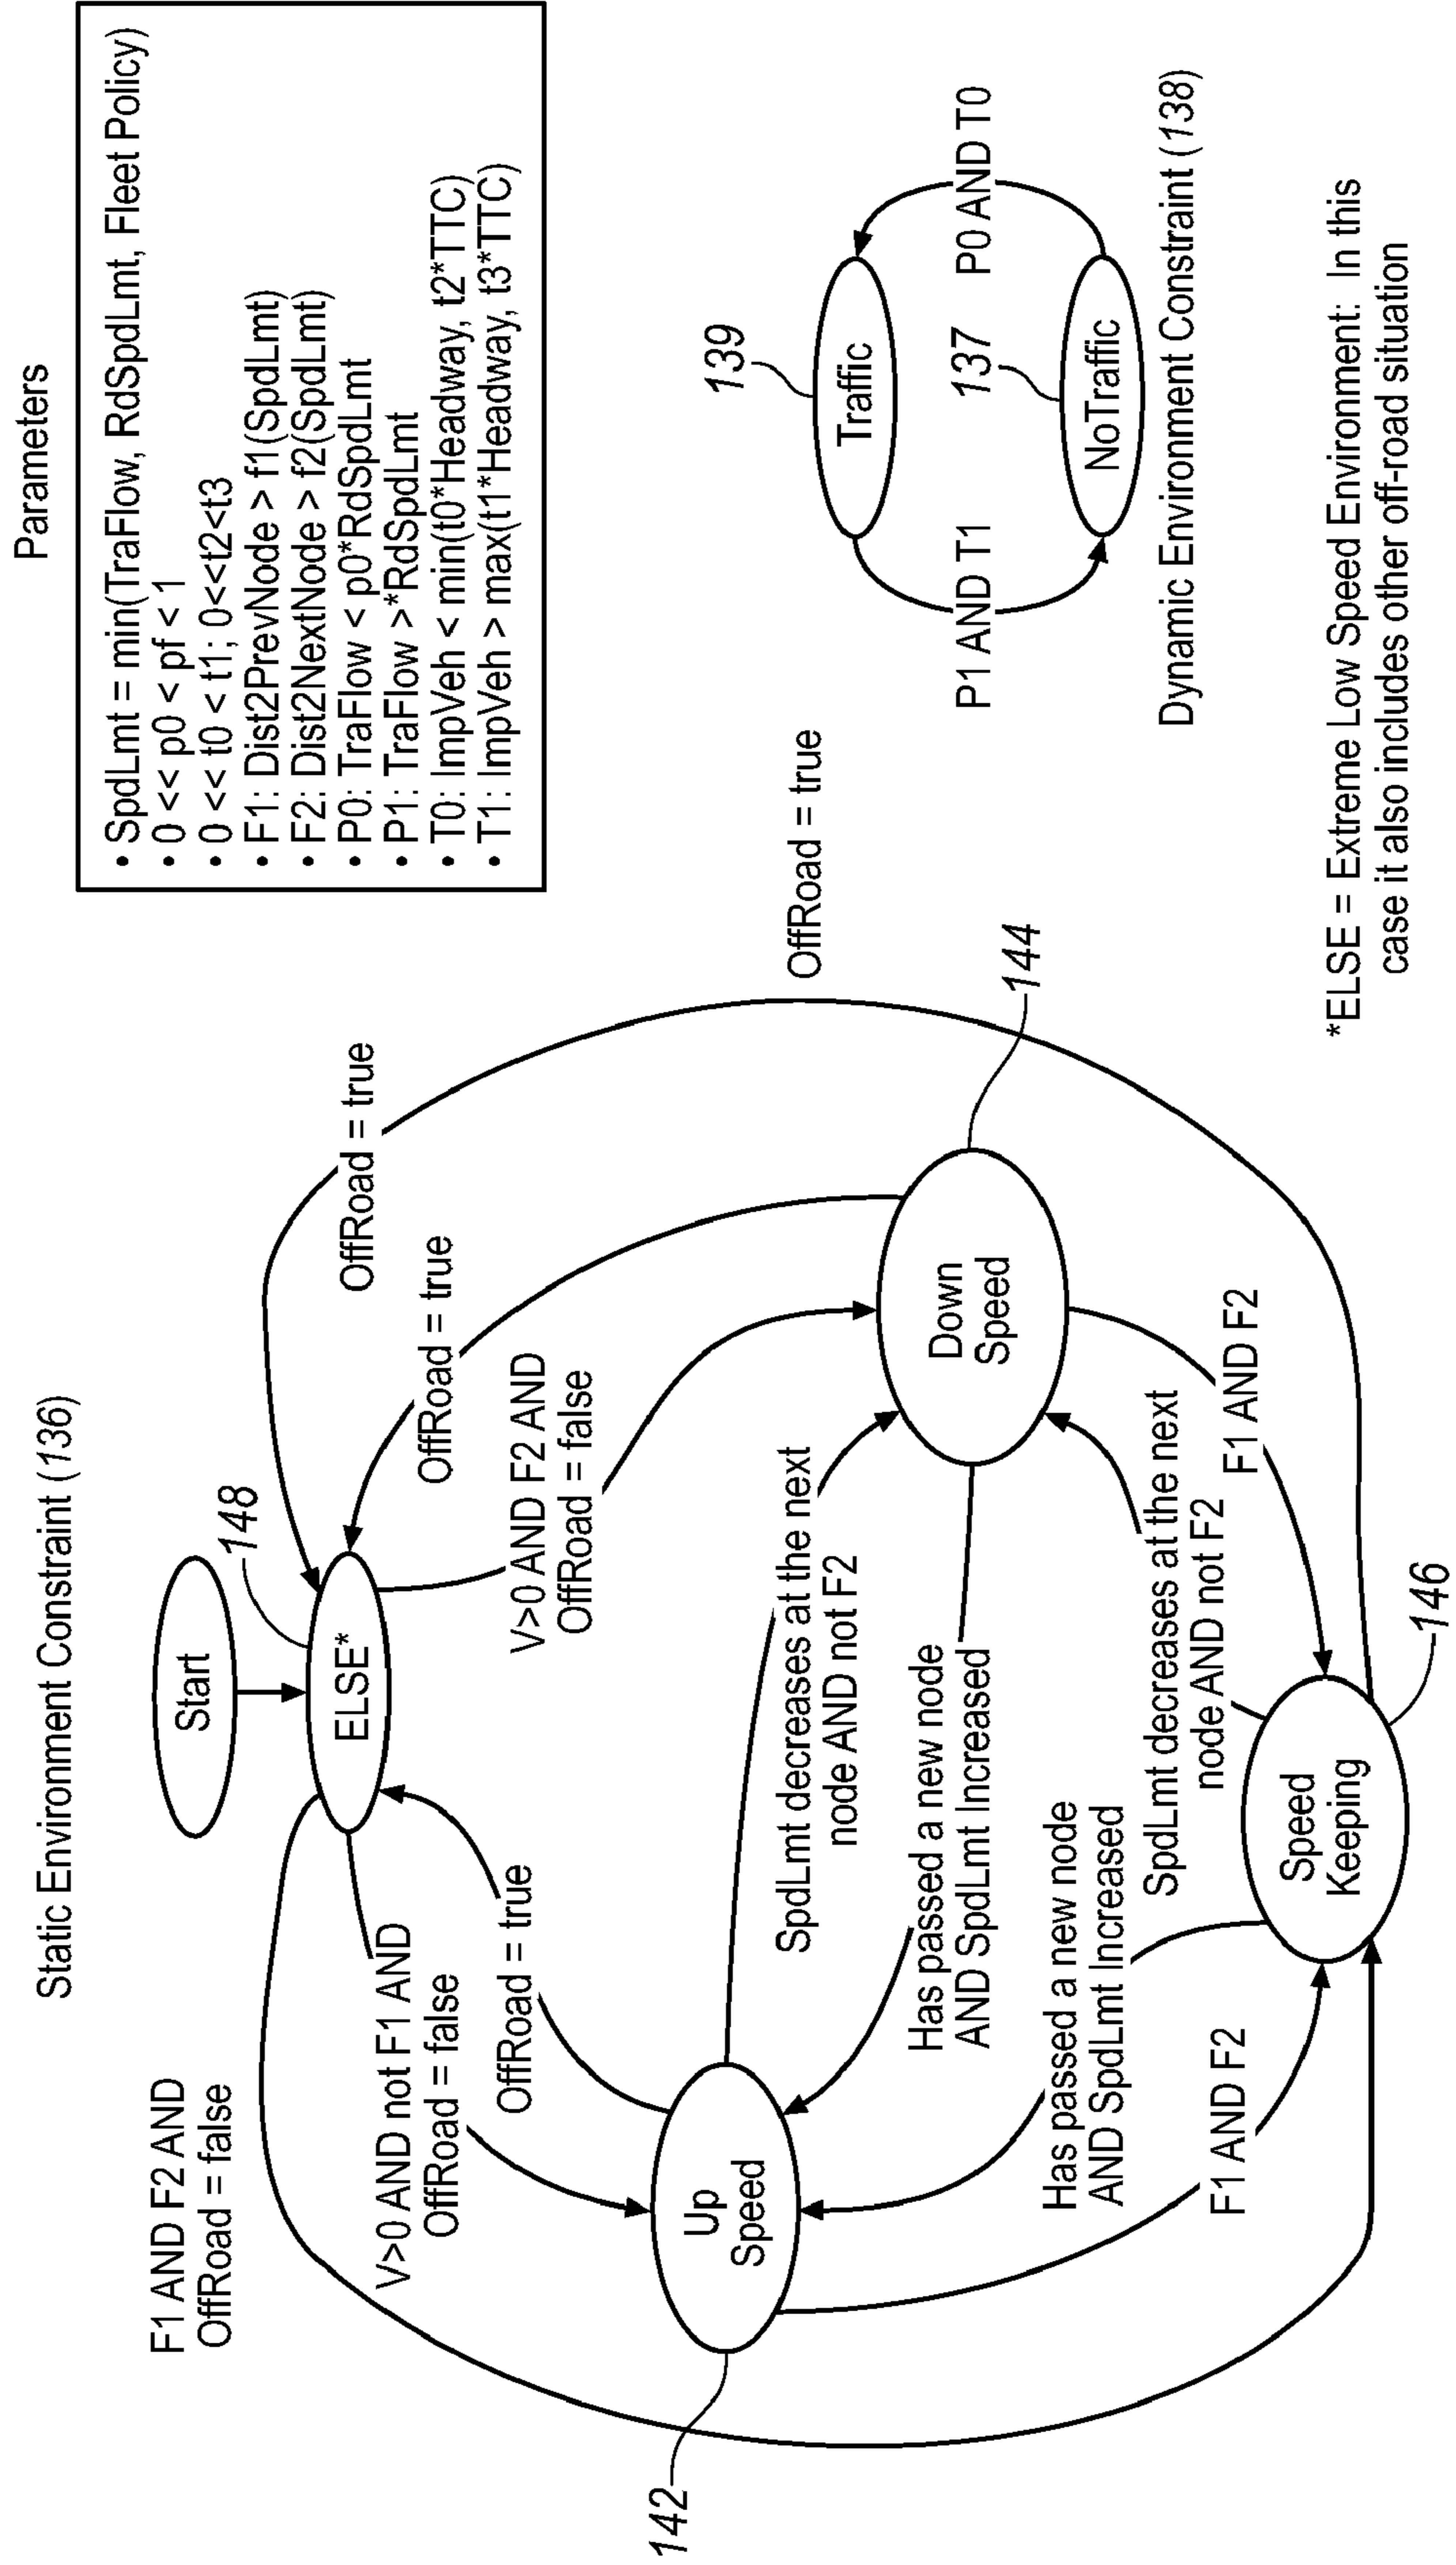 Static Environment Constraint (136)
Start
148
ELSE*
F1 AND F2 AND
OffRoad = false
V>0 AND not F1 AND
OffRoad = false
OffRoad = true
V>0 AND F2 AND
OffRoad = false
OffRoad = true
OffRoad = true
OffRoad = true
142
Up
Speed
SpdLmt decreases at the next
node AND not F2
Has passed a new node
AND SpdLmt Increased
Down
Speed
144
Has passed a new node
AND SpdLmt Increased
SpdLmt decreases at the next
node AND not F2
F1 AND F2
F1 AND F2
Speed
Keeping
146
Parameters
• SpdLmt = min(TraFlow, RdSpdLmt, Fleet Policy)
• 0 << p0 < pf < 1
• 0 << t0 < t1; 0<<t2<t3
• F1: Dist2PrevNode > f1(SpdLmt)
• F2: Dist2NextNode > f2(SpdLmt)
• P0: TraFlow < p0*RdSpdLmt
• P1: TraFlow >*RdSpdLmt
• T0: ImpVeh < min(t0*Headway, t2*TTC)
• T1: ImpVeh > max(t1*Headway, t3*TTC)
139
Traffic
P1 AND T1
P0 AND T0
137
NoTraffic
Dynamic Environment Constraint (138)
*ELSE = Extreme Low Speed Environment: In this
case it also includes other off-road situation